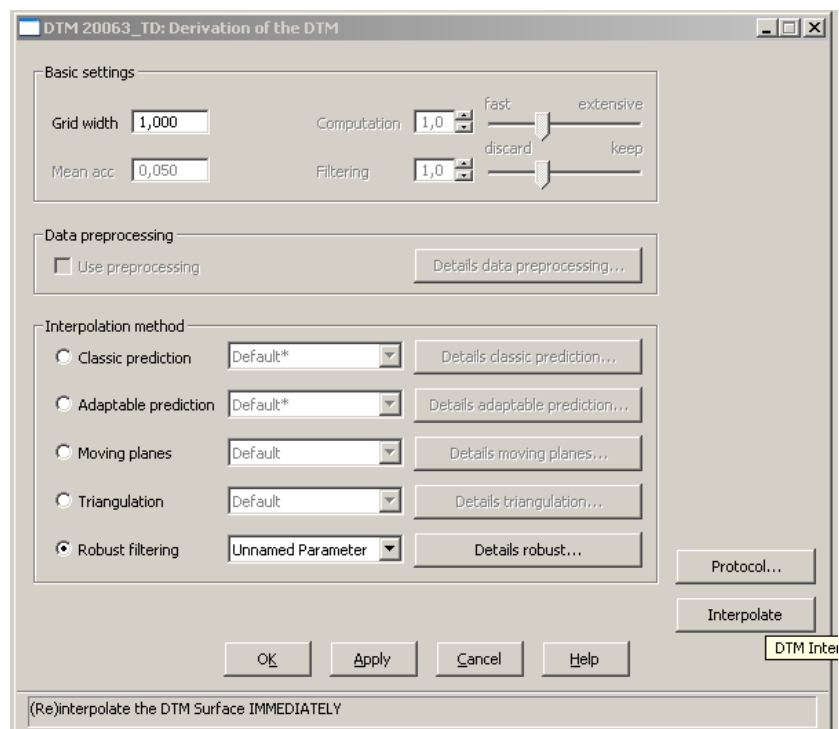 DTM 20063_TD: Derivation of the DTM
Basic settings
Grid width 1,000 Computation 1,0 fast extensive
Mean acc 0,050 Filtering 1,0 discard keep
Data preprocessing
Use preprocessing Details data preprocessing...
Interpolation method
Classic prediction Default* Details classic prediction...
Adaptable prediction Default* Details adaptable prediction...
Moving planes Default Details moving planes...
Triangulation Default Details triangulation...
Robust filtering Unnamed Parameter Details robust...
Protocol...
Interpolate
DTM Inter
OK Apply Cancel Help
(Re)interpolate the DTM Surface IMMEDIATELY